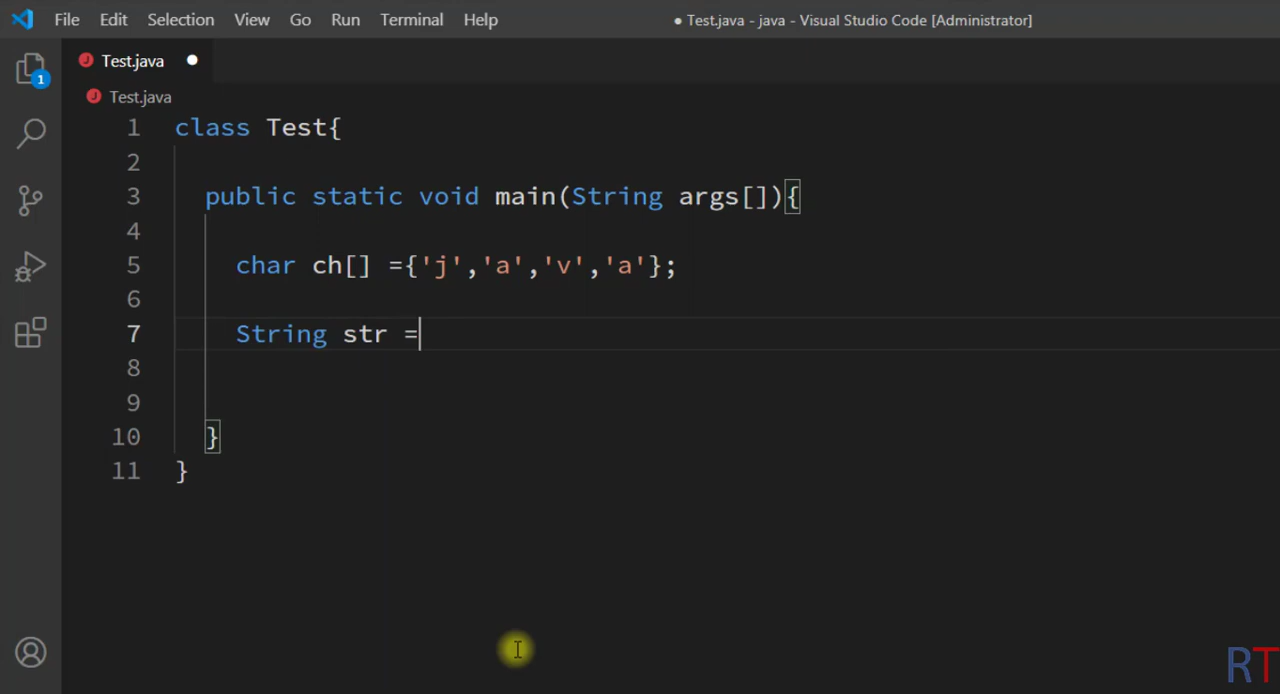 File Edit Selection View Go Run Terminal Help ● Test.java - java - Visual Studio Code [Administrator]
J Test.java ●
1
J Test.java
1 class Test{
2
3 public static void main(String args[]){
4
5 char ch[] ={'j','a','v','a'};
6
7 String str =
8
9
10 }
11 }
RT